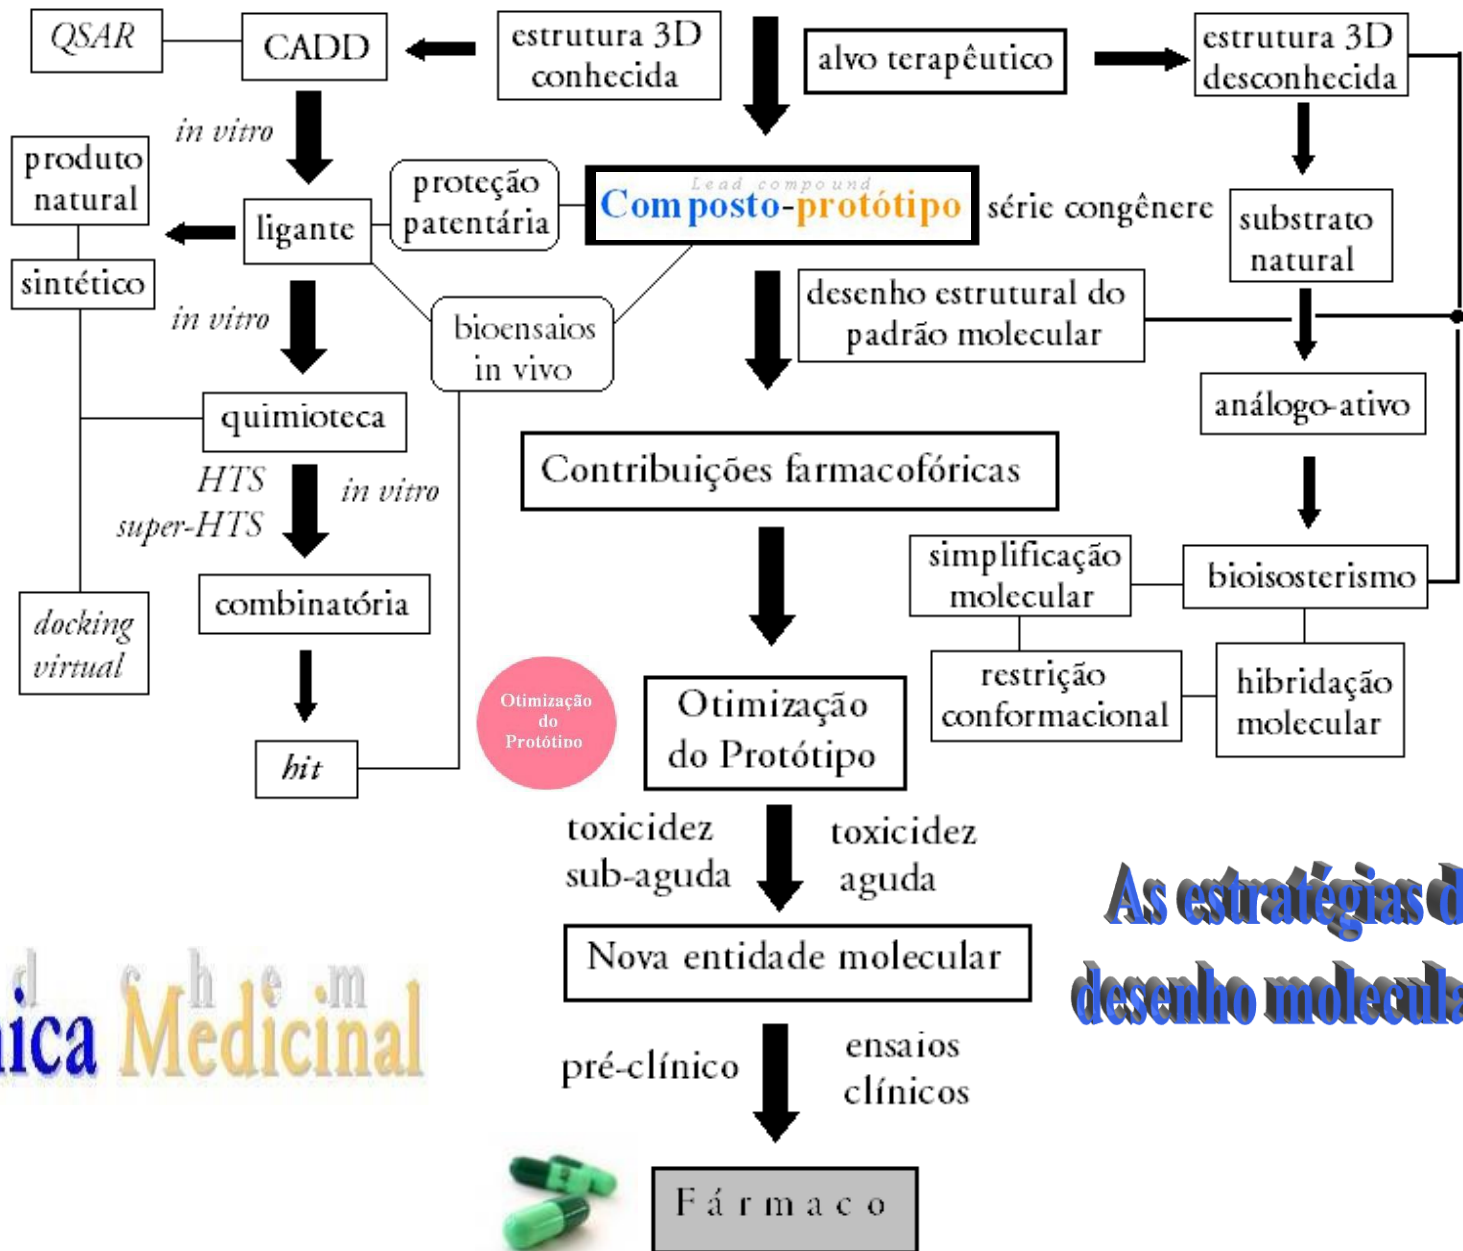 QSAR
CADD
estrutura 3D
conhecida
alvo terapêutico
estrutura 3D
desconhecida
in vitro
produto
natural
ligante
proteção
patentária
Lead compound
Composto-protótipo
série congênere
substrato
natural
sintético
in vitro
bioensaios
in vivo
desenho estrutural do
padrão molecular
quimioteca
análogo-ativo
HTS
super-HTS
in vitro
Contribuições farmacofóricas
combinatória
simplificação
molecular
bioisosterismo
docking
virtual
restrição
conformacional
hibridação
molecular
hit
Otimização
do
Protótipo
Otimização
do Protótipo
toxicidez
sub-aguda
toxicidez
aguda
As estratégias d
desenho molecula
Nova entidade molecular
d chem
ica Medicinal
pré-clínico
ensaios
clínicos
Fármaco